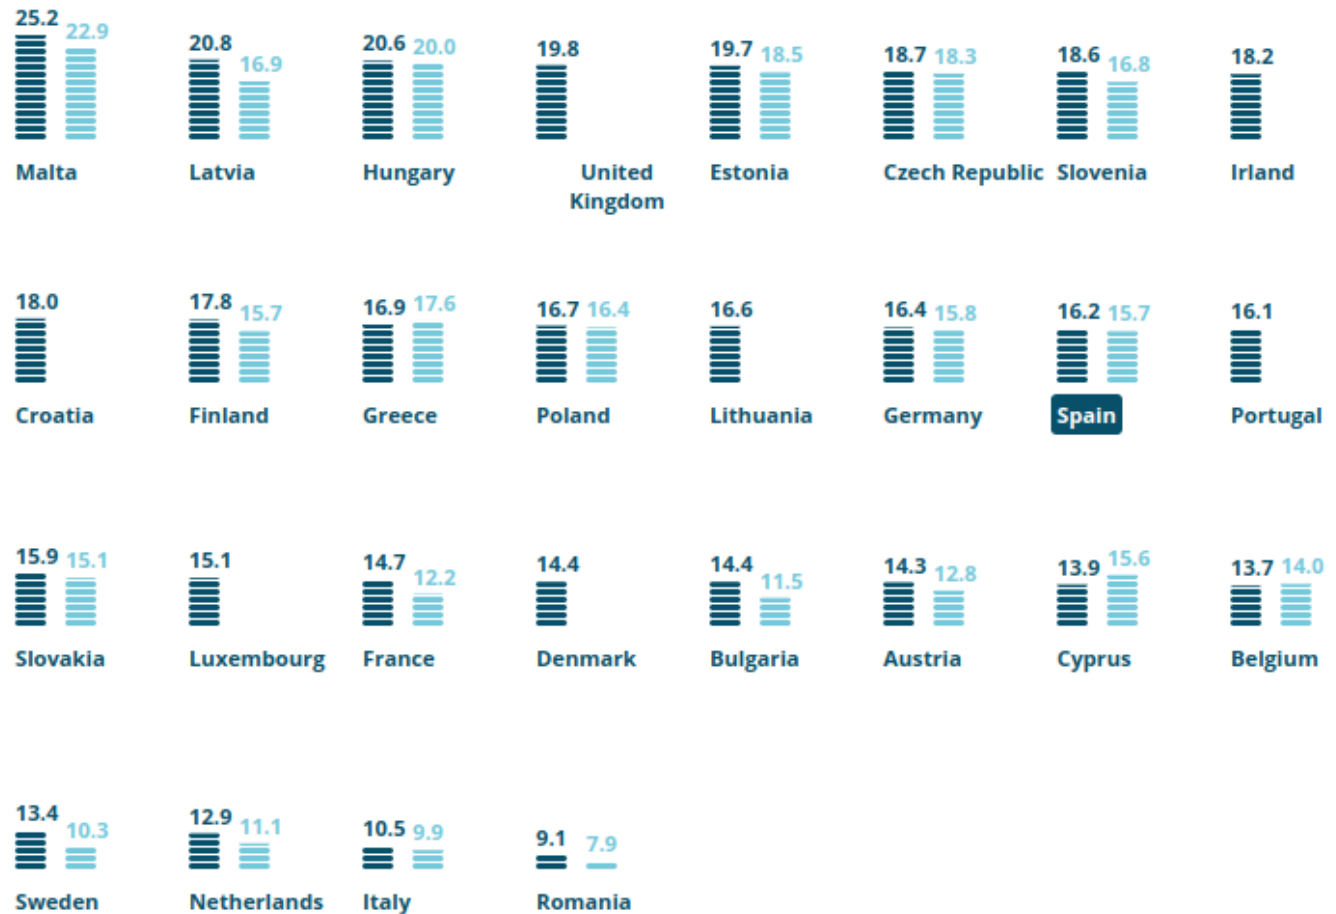 25.2 22.9
20.8 16.9
20.6 20.0
19.8
19.7 18.5
18.7 18.3
18.6 16.8
18.2
Malta
Latvia
Hungary
United
Kingdom
Estonia
Czech Republic
Slovenia
Irland
18.0
17.8 15.7
16.9 17.6
16.7 16.4
16.6
16.4 15.8
16.2 15.7
16.1
Croatia
Finland
Greece
Poland
Lithuania
Germany
Spain
Portugal
15.9 15.1
15.1
14.7 12.2
14.4
14.4 11.5
14.3 12.8
13.9 15.6
13.7 14.0
Slovakia
Luxembourg
France
Denmark
Bulgaria
Austria
Cyprus
Belgium
13.4 10.3
12.9 11.1
10.5 9.9
9.1 7.9
Sweden
Netherlands
Italy
Romania